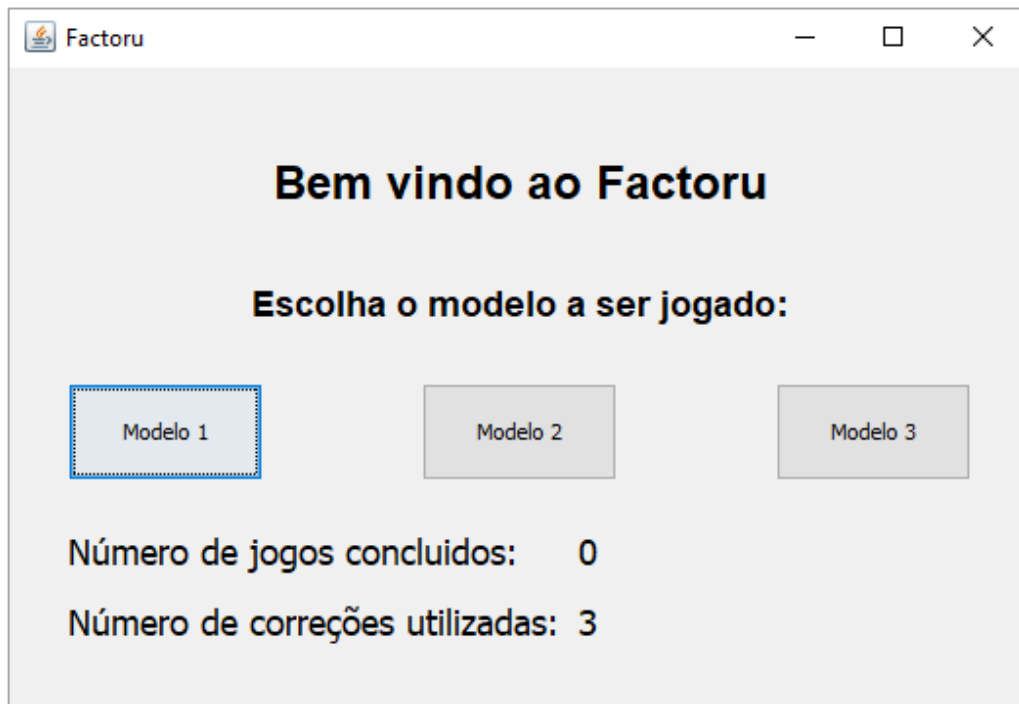 Factoru
Bem vindo ao Factoru
Escolha o modelo a ser jogado:
Modelo 1 Modelo 2 Modelo 3
Número de jogos concluidos: 0
Número de correções utilizadas: 3